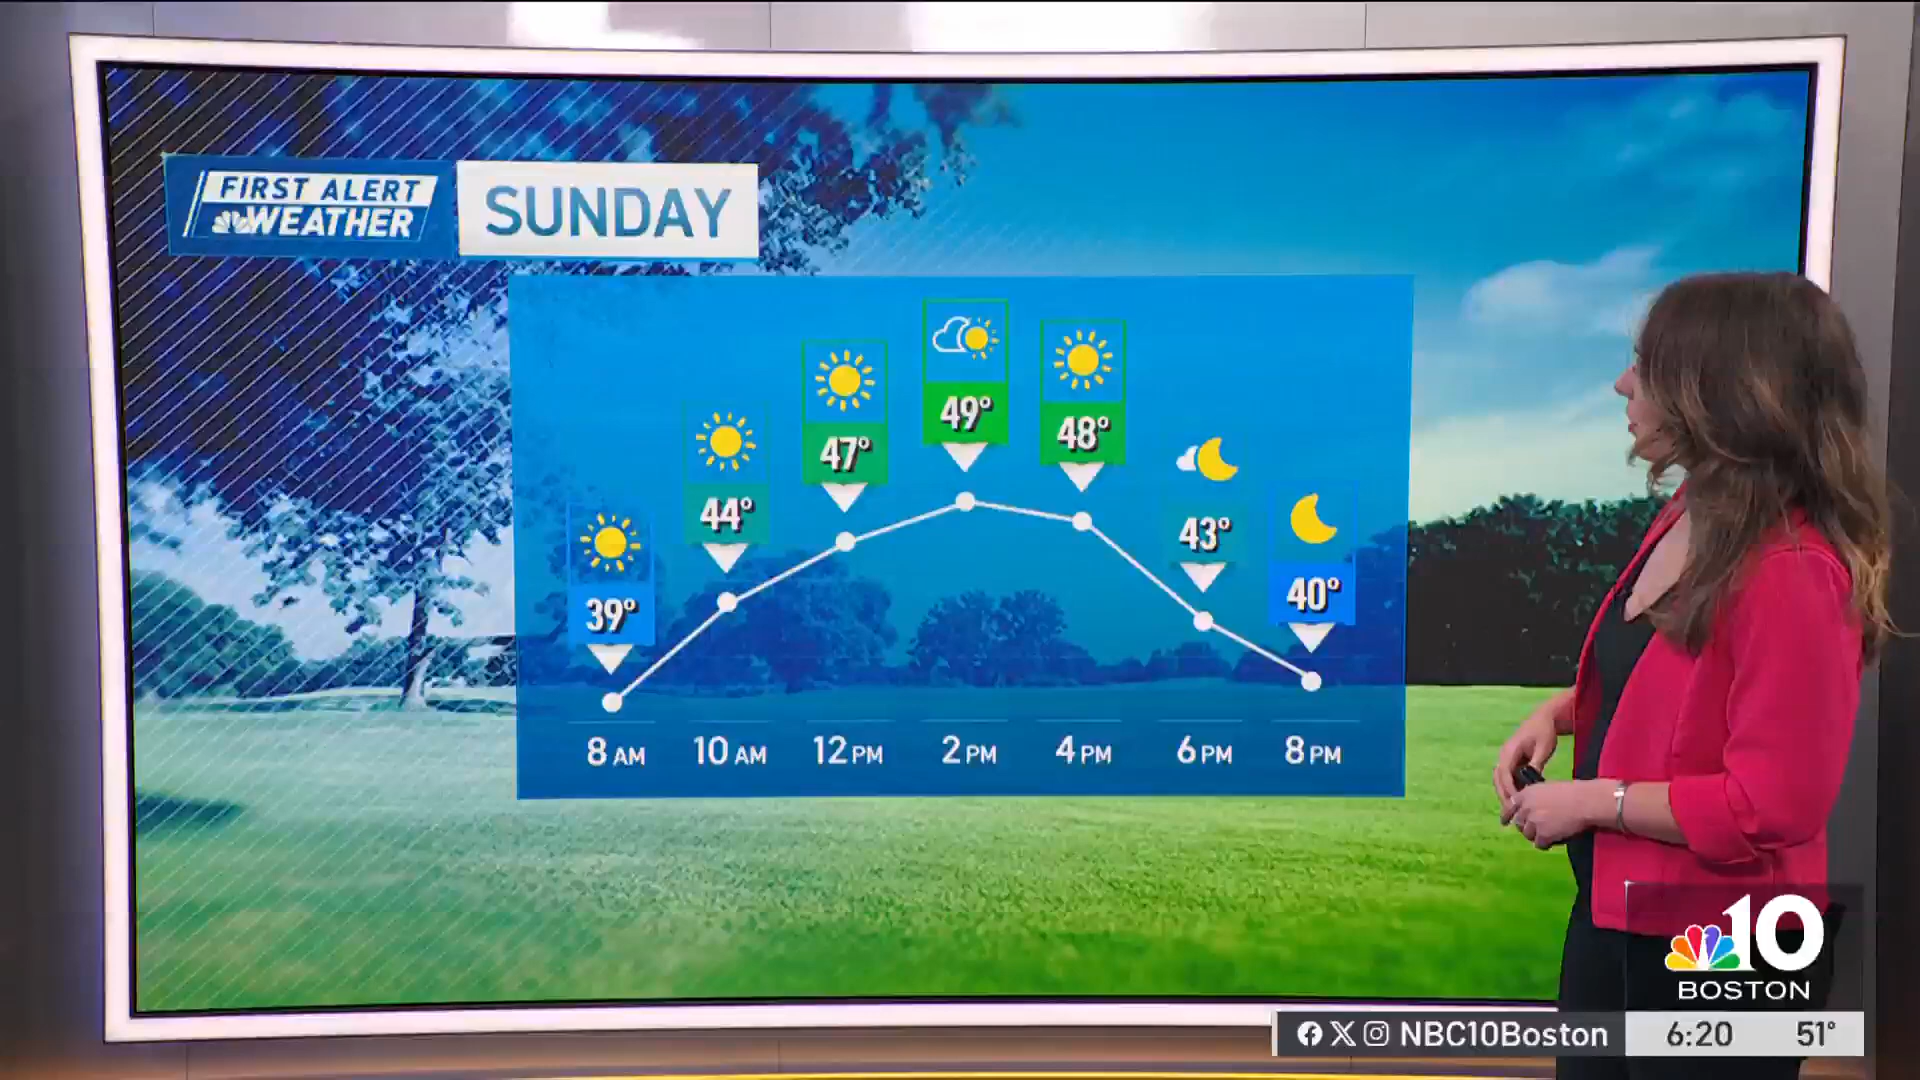 FIRST ALERT
WEATHER
SUNDAY
39° 44° 47° 49° 48° 43° 40°
8 AM 10 AM 12 PM 2 PM 4 PM 6 PM 8 PM
10
BOSTON
NBC10Boston 6:20 51°